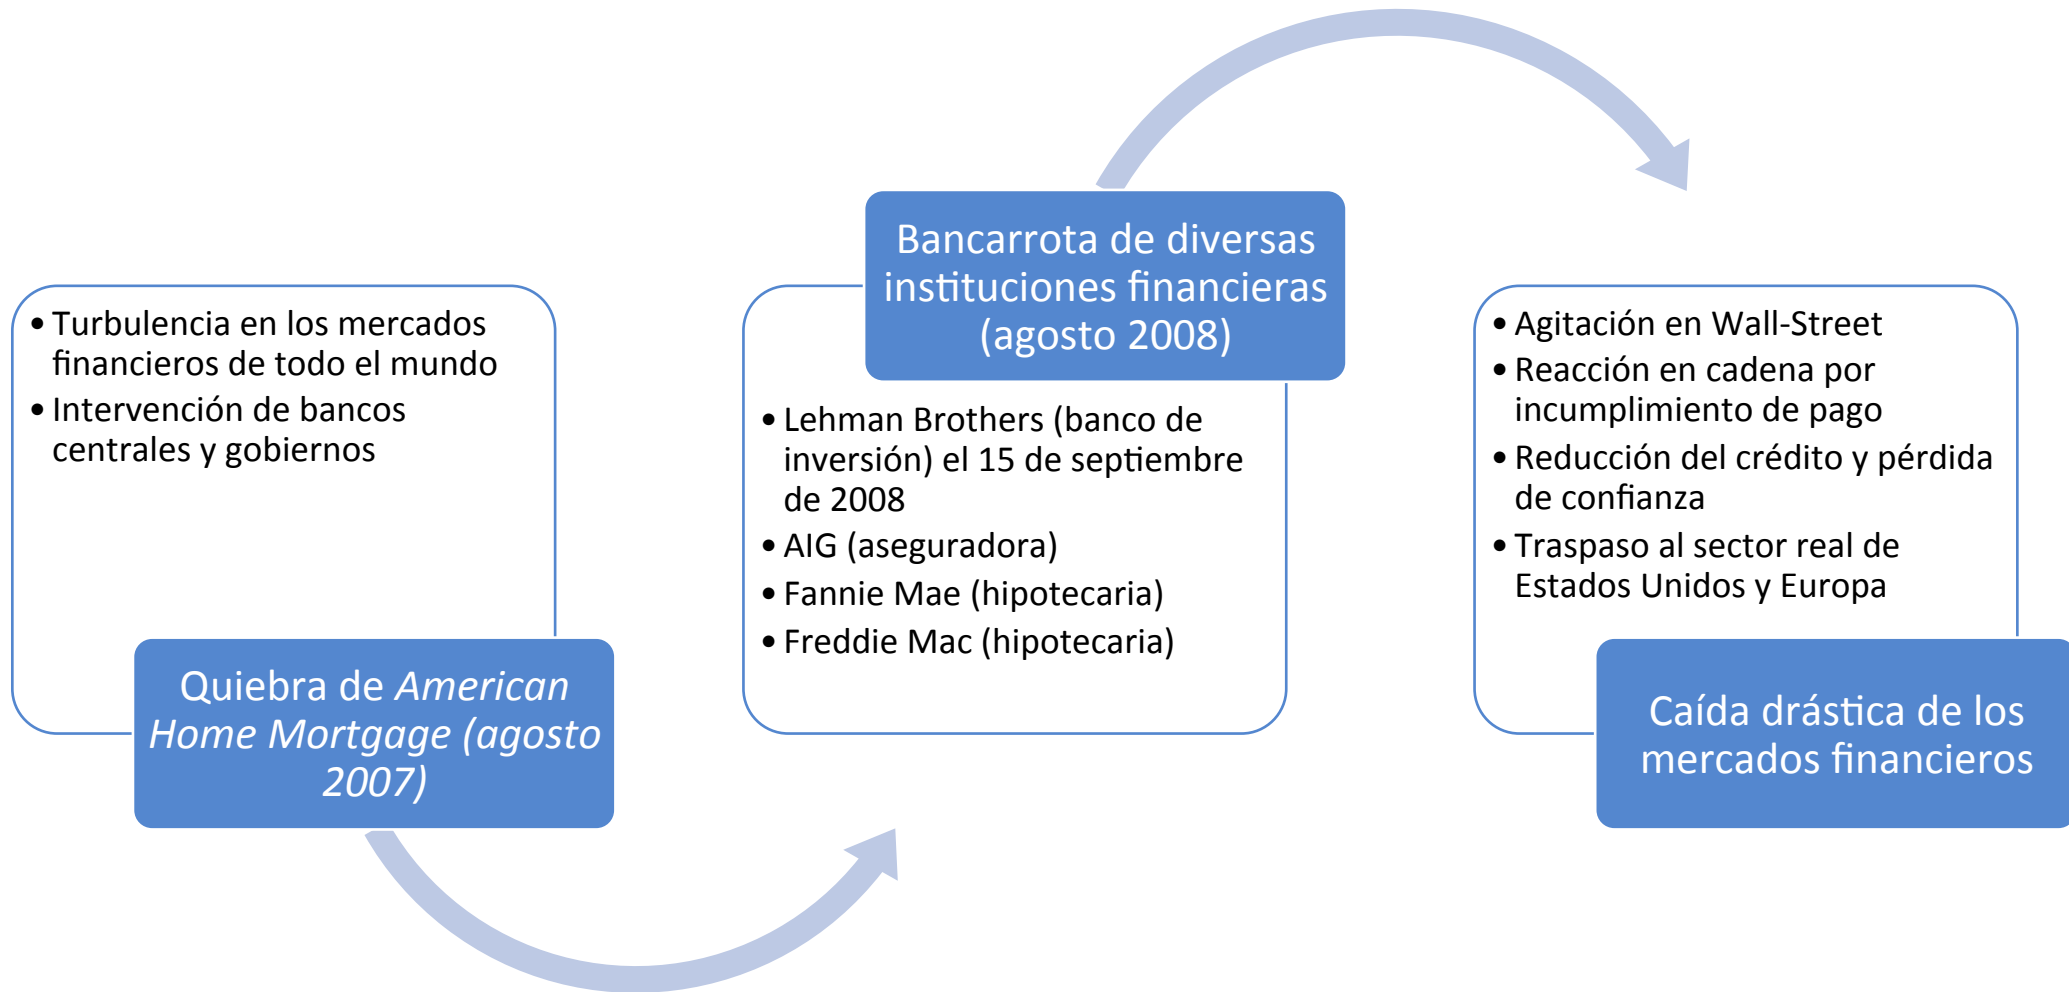 • Turbulencia en los mercados
financieros de todo el mundo
• Intervención de bancos
centrales y gobiernos
Quiebra de American
Home Mortgage (agosto
2007)
Bancarrota de diversas
instituciones financieras
(agosto 2008)
• Lehman Brothers (banco de
inversión) el 15 de septiembre
de 2008
• AIG (aseguradora)
• Fannie Mae (hipotecaria)
• Freddie Mac (hipotecaria)
• Agitación en Wall-Street
• Reacción en cadena por
incumplimiento de pago
• Reducción del crédito y pérdida
de confianza
• Traspaso al sector real de
Estados Unidos y Europa
Caída drástica de los
mercados financieros